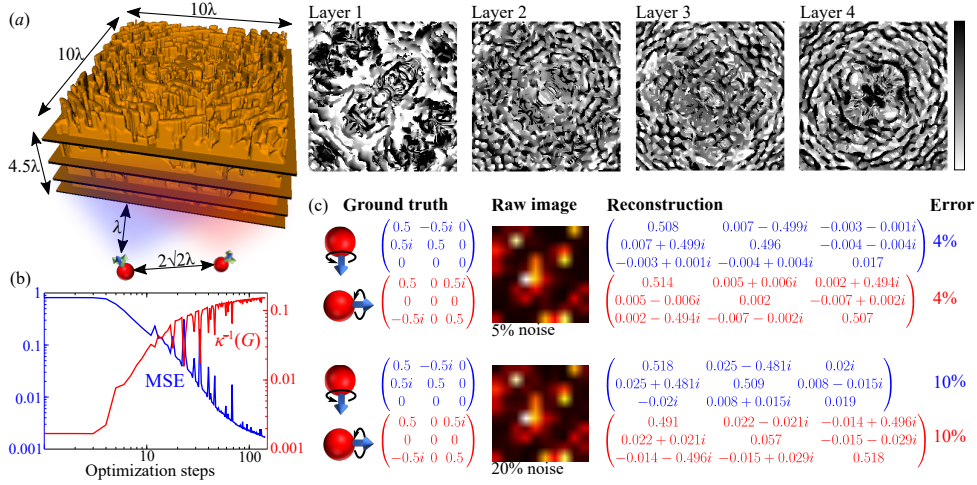 (a)
10λ
10λ
4.5λ
λ
2√2λ
Layer 1
Layer 2
Layer 3
Layer 4
(b)
1
0.1
0.01
0.001
MSE
κ⁻¹(G)
0.1
0.01
0.001
1
10
100
Optimization steps
(c) Ground truth Raw image Reconstruction Error
0.5 −0.5i 0
0.5i 0.5 0
0 0 0
0.508 0.007 − 0.499i −0.003 − 0.001i
0.007 + 0.499i 0.496 −0.004 − 0.004i
−0.003 + 0.001i −0.004 + 0.004i 0.017
4%
0.5 0 0.5i
0 0 0
−0.5i 0 0.5
0.514 0.005 + 0.006i 0.002 + 0.494i
0.005 − 0.006i 0.002 −0.007 + 0.002i
0.002 − 0.494i −0.007 − 0.002i 0.507
4%
5% noise
0.5 −0.5i 0
0.5i 0.5 0
0 0 0
0.518 0.025 − 0.481i 0.02i
0.025 + 0.481i 0.509 0.008 − 0.015i
−0.02i 0.008 + 0.015i 0.019
10%
0.5 0 0.5i
0 0 0
−0.5i 0 0.5
0.491 0.022 − 0.021i −0.014 + 0.496i
0.022 + 0.021i 0.057 −0.015 − 0.029i
−0.014 − 0.496i −0.015 + 0.029i 0.518
10%
20% noise